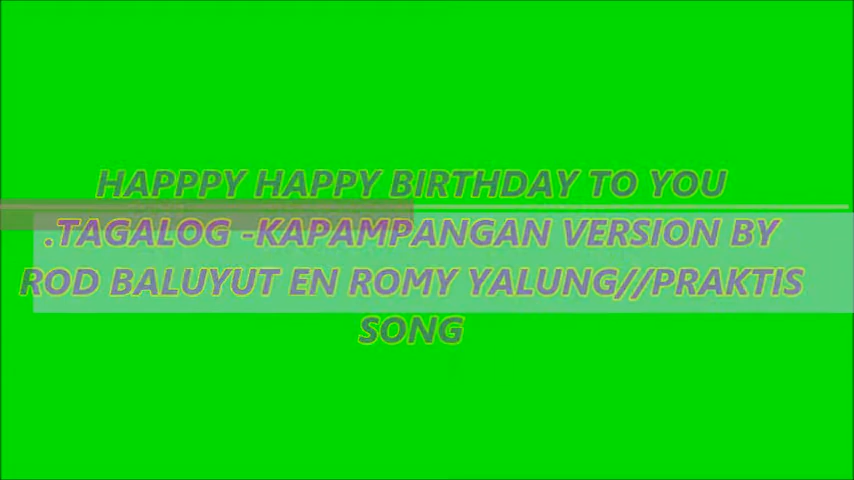 HAPPPY HAPPY BIRTHDAY TO YOU
.TAGALOG -KAPAMPANGAN VERSION BY
ROD BALUYUT EN ROMY YALUNG//PRAKTIS
SONG